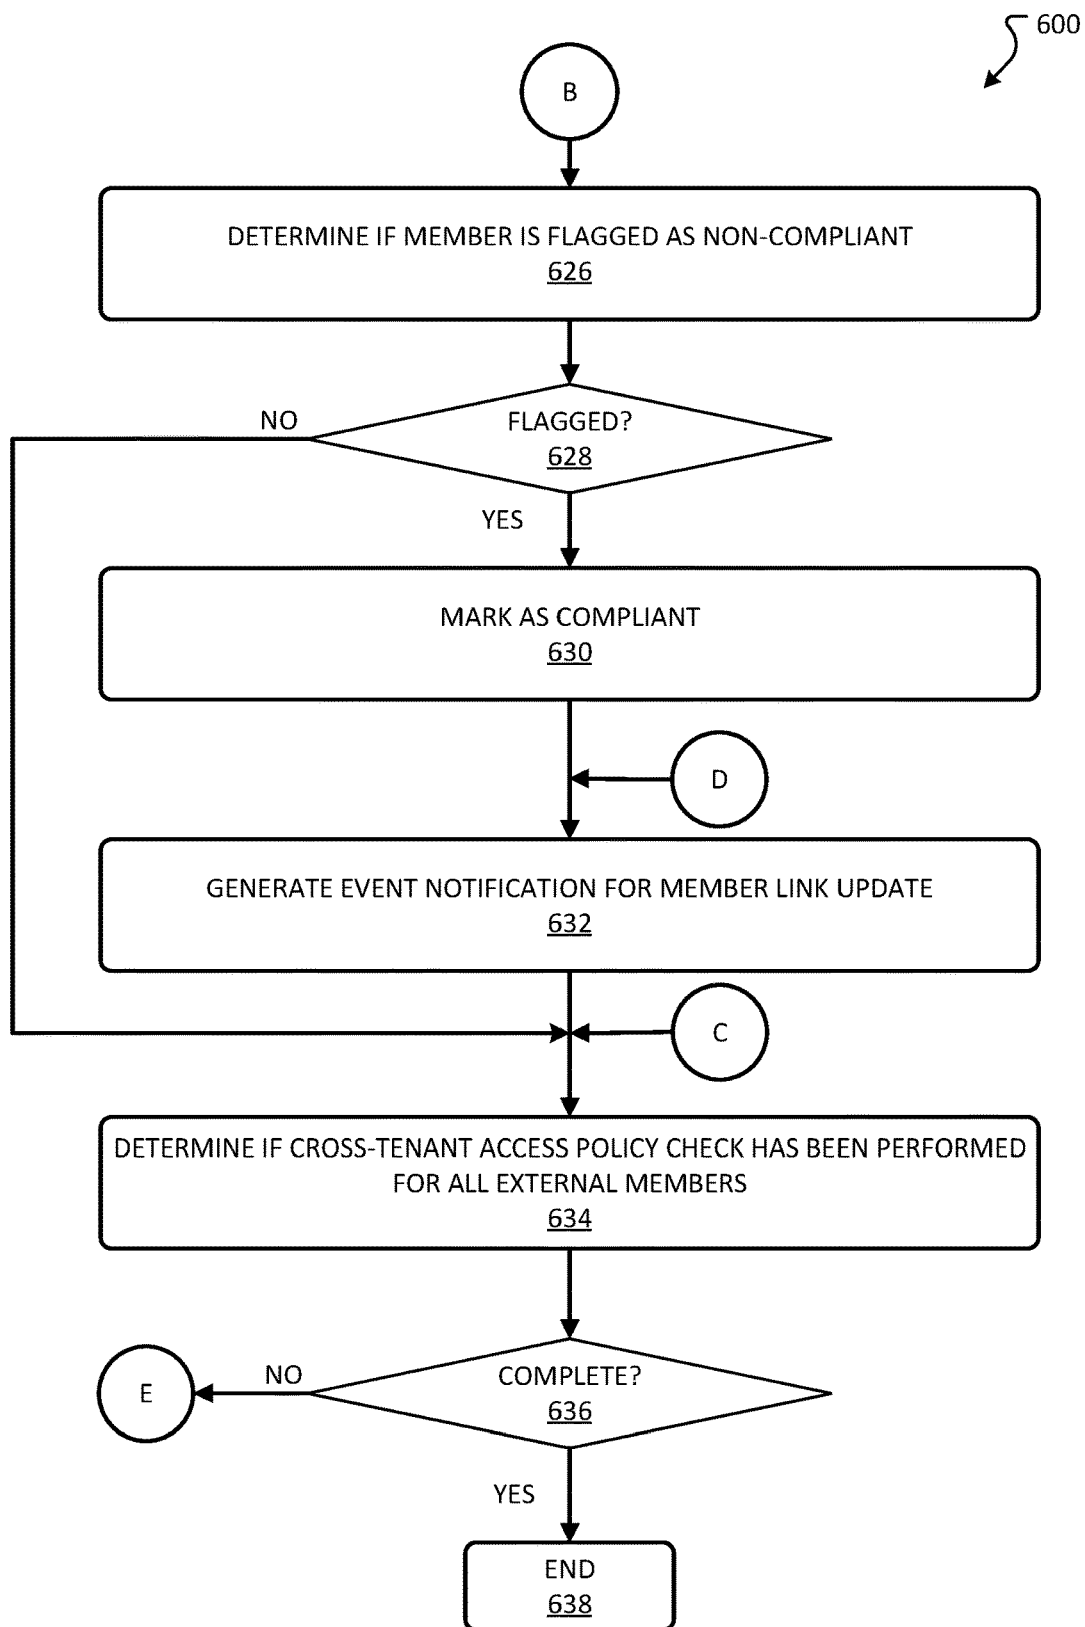 600
B
DETERMINE IF MEMBER IS FLAGGED AS NON-COMPLIANT
626
NO
FLAGGED?
628
YES
MARK AS COMPLIANT
630
D
GENERATE EVENT NOTIFICATION FOR MEMBER LINK UPDATE
632
C
DETERMINE IF CROSS-TENANT ACCESS POLICY CHECK HAS BEEN PERFORMED
FOR ALL EXTERNAL MEMBERS
634
E
NO
COMPLETE?
636
YES
END
638